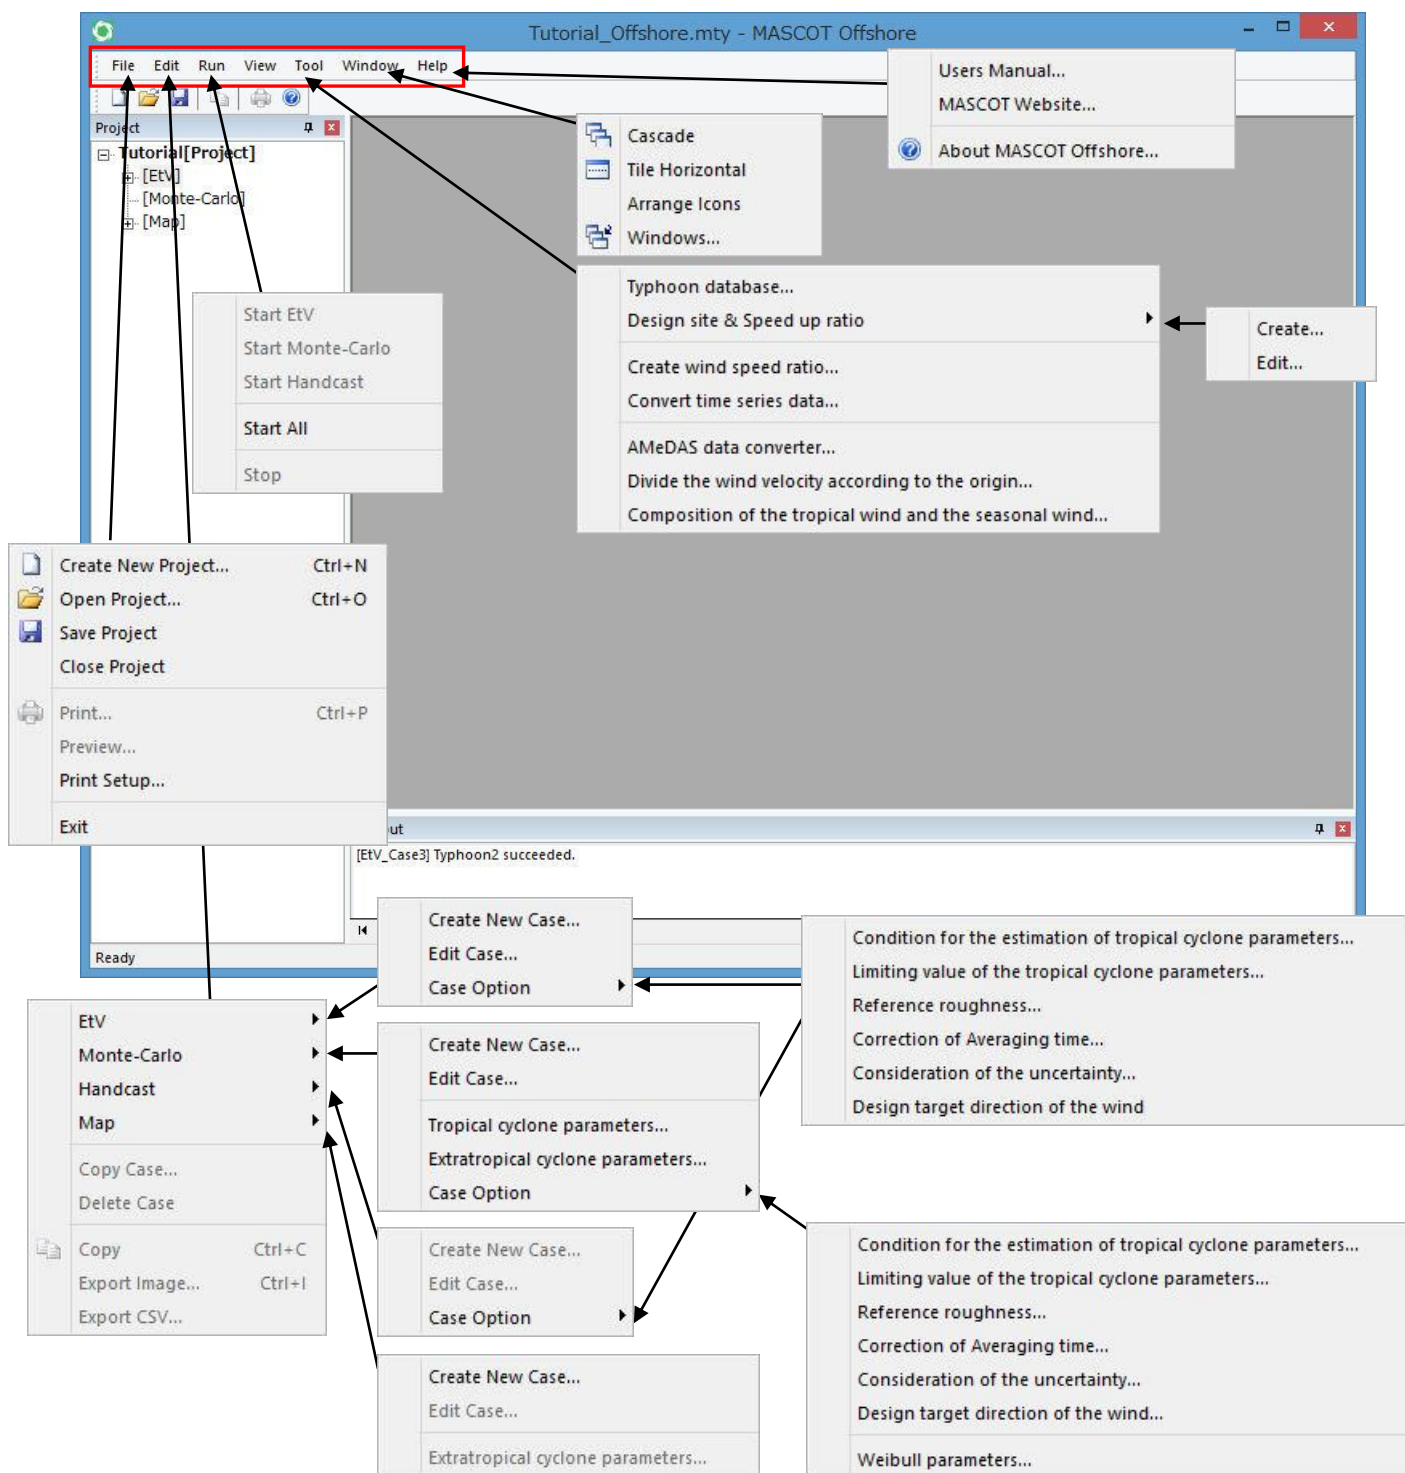 Tutorial_Offshore.mty - MASCOT Offshore
File Edit Run View Tool Window Help
Users Manual...
MASCOT Website...
About MASCOT Offshore...
Project
Tutorial[Project]
[EtV]
[Monte-Carlo]
[Map]
Cascade
Tile Horizontal
Arrange Icons
Windows...
Typhoon database...
Design site & Speed up ratio
Create wind speed ratio...
Convert time series data...
AMeDAS data converter...
Divide the wind velocity according to the origin...
Composition of the tropical wind and the seasonal wind...
Create...
Edit...
Start EtV
Start Monte-Carlo
Start Handcast
Start All
Stop
Create New Project... Ctrl+N
Open Project... Ctrl+O
Save Project
Close Project
Print... Ctrl+P
Preview...
Print Setup...
Exit
ut
[EtV_Case3] Typhoon2 succeeded.
Ready
EtV
Monte-Carlo
Handcast
Map
Copy Case...
Delete Case
Copy Ctrl+C
Export Image... Ctrl+I
Export CSV...
Create New Case...
Edit Case...
Case Option
Create New Case...
Edit Case...
Tropical cyclone parameters...
Extratropical cyclone parameters...
Case Option
Create New Case...
Edit Case...
Case Option
Create New Case...
Edit Case...
Extratropical cyclone parameters...
Condition for the estimation of tropical cyclone parameters...
Limiting value of the tropical cyclone parameters...
Reference roughness...
Correction of Averaging time...
Consideration of the uncertainty...
Design target direction of the wind
Condition for the estimation of tropical cyclone parameters...
Limiting value of the tropical cyclone parameters...
Reference roughness...
Correction of Averaging time...
Consideration of the uncertainty...
Design target direction of the wind...
Weibull parameters...